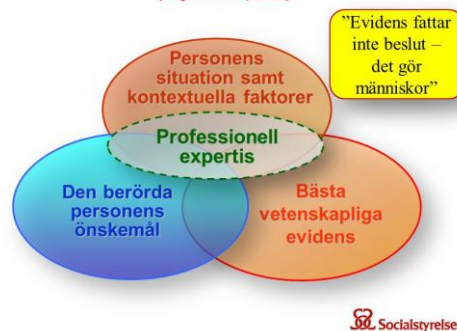 "Evidens fattar
inte beslut –
det gör
människor"
Personens
situation samt
kontextuella faktorer
Professionell
expertis
Den berörda
personens
önskemål
Bästa
vetenskapliga
evidens
Socialstyrelse